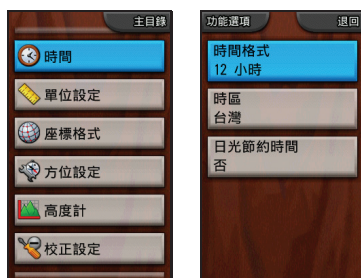 主目錄
時間
單位設定
座標格式
方位設定
高度計
校正設定
功能選項
退回
時間格式
12 小時
時區
台灣
日光節約時間
否